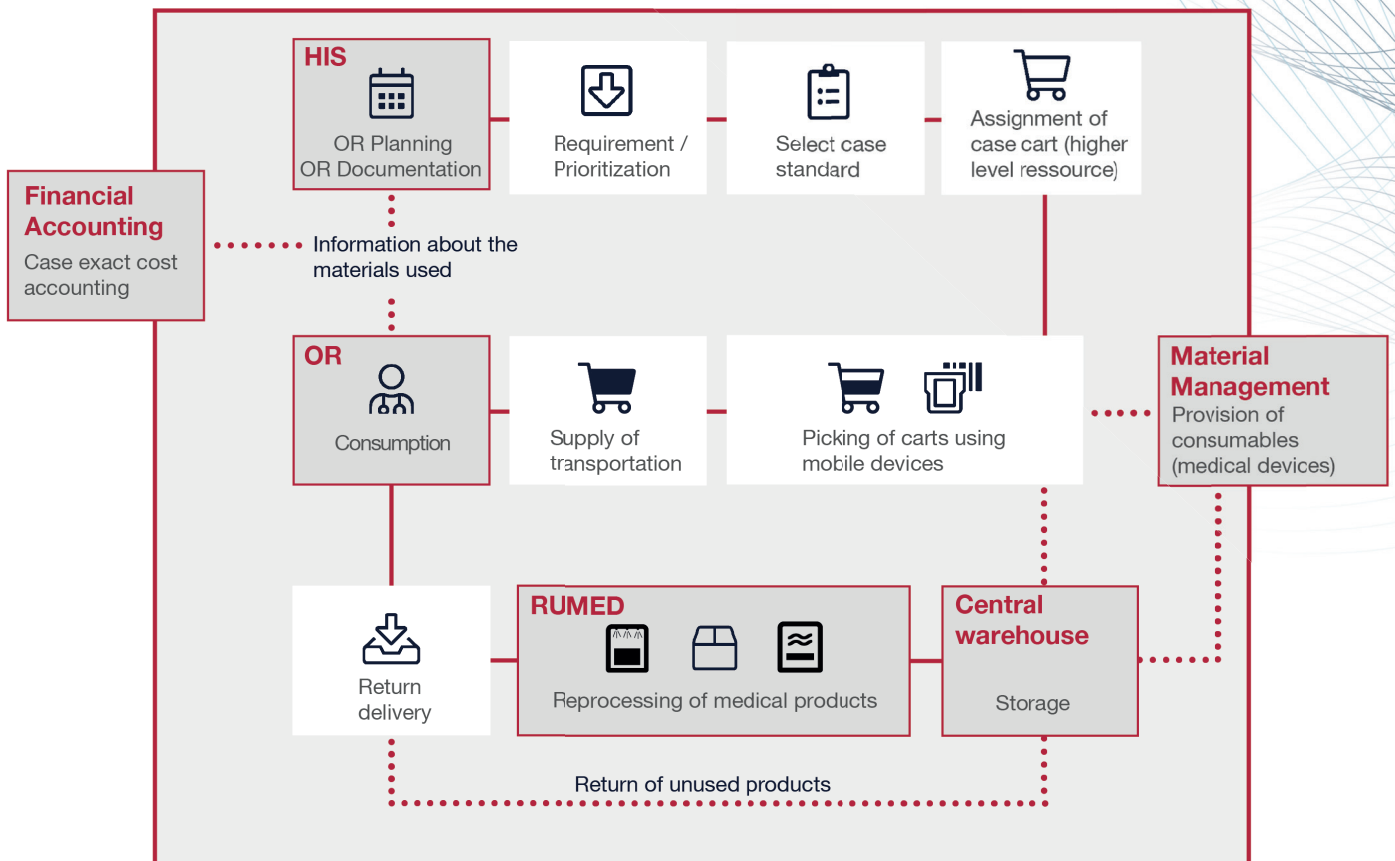 HIS
OR Planning
OR Documentation
Requirement /
Prioritization
Select case
standard
Assignment of
case cart (higher
level ressource)
Financial
Accounting
Case exact cost
accounting
Information about the
materials used
OR
Consumption
Supply of
transportation
Picking of carts using
mobile devices
Material
Management
Provision of
consumables
(medical devices)
Return
delivery
RUMED
Reprocessing of medical products
Central
warehouse
Storage
Return of unused products